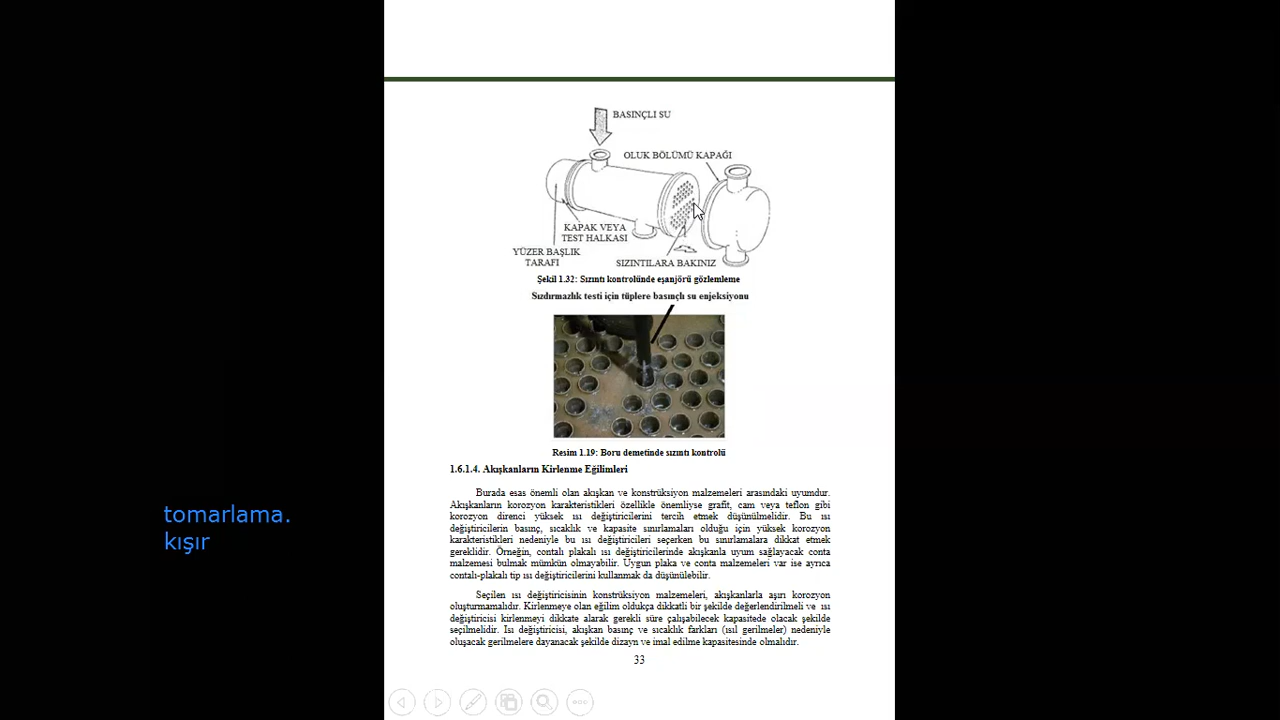 BASINÇLI SU
OLUK BÖLÜMÜ KAPAĞI
KAPAK VEYA
TEST HALKASI
YÜZER BAŞLIK
TARAFI
SIZINTILARA BAKINIZ
Şekil 1.32: Sızıntı kontrolünde eşanjörü gözlemleme
Sızdırmazlık testi için tüplere basınçlı su enjeksiyonu
Resim 1.19: Boru demetinde sızıntı kontrolü
1.6.1.4. Akışkanların Kirlenme Eğilimleri
Burada esas önemli olan akışkan ve konstrüksiyon malzemeleri arasındaki uyumdur.
Akışkanların korozyon karakteristikleri özellikle önemliyse grafit, cam veya teflon gibi
korozyon direnci yüksek ısı değiştiricilerini tercih etmek düşünülmelidir. Bu ısı
değiştiricilerin basınç, sıcaklık ve kapasite sınırlamaları olduğu için yüksek korozyon
karakteristikleri nedeniyle bu ısı değiştiricileri seçerken bu sınırlamalara dikkat etmek
gereklidir. Örneğin, contalı plakalı ısı değiştiricilerinde akışkanla uyum sağlayacak conta
malzemesi bulmak mümkün olmayabilir. Uygun plaka ve conta malzemeleri var ise ayrıca
contalı-plakalı tip ısı değiştiricilerini kullanmak da düşünülebilir.
Seçilen ısı değiştiricisinin konstrüksiyon malzemeleri, akışkanlarla aşırı korozyon
oluşturmamalıdır. Kirlenmeye olan eğilim oldukça dikkatli bir şekilde değerlendirilmeli ve ısı
değiştiricisi kirlenmeyi dikkate alarak gerekli süre çalışabilecek kapasitede olacak şekilde
seçilmelidir. Isı değiştiricisi, akışkan basınç ve sıcaklık farkları (ısıl gerilmeler) nedeniyle
oluşacak gerilmelere dayanacak şekilde dizayn ve imal edilme kapasitesinde olmalıdır.
33
tomarlama.
kışır